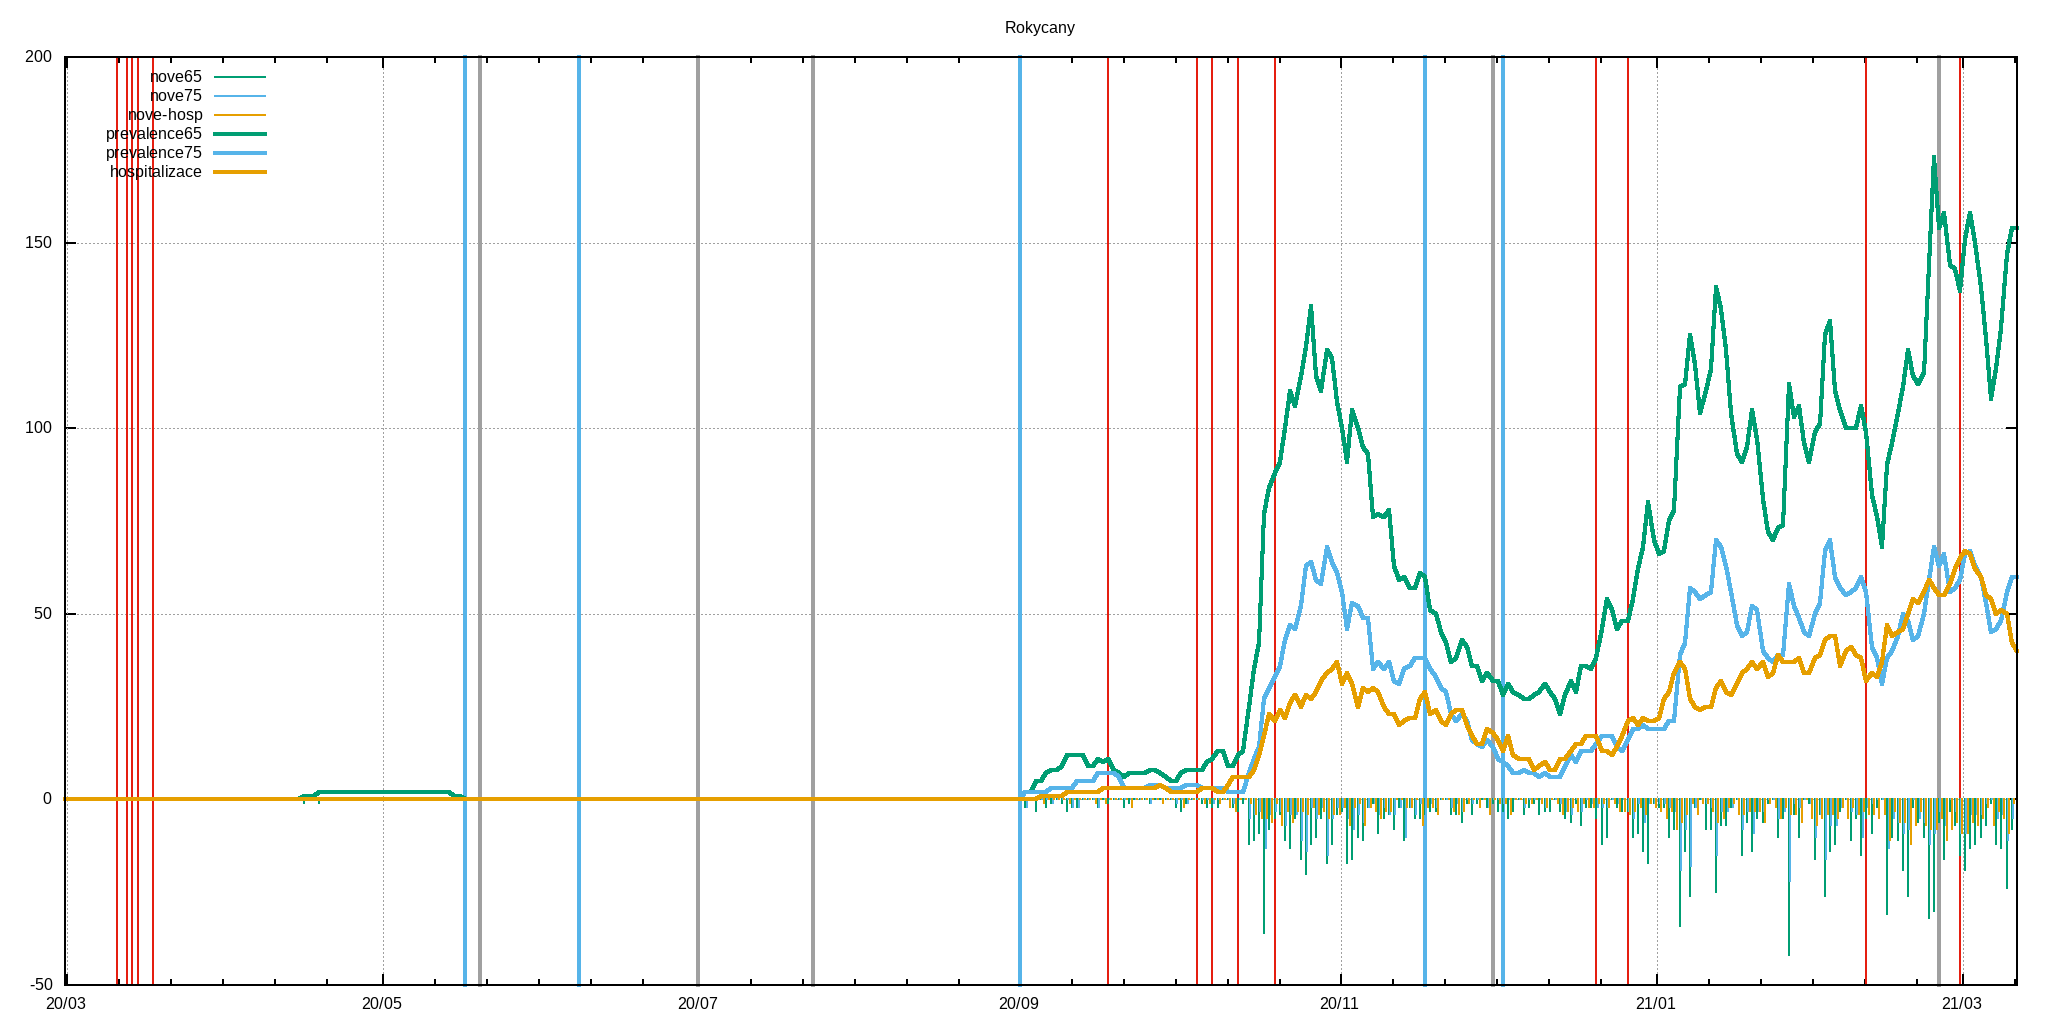 Rokycany
200
150
100
50
0
-50
nove65
nove75
nove-hosp
prevalence65
prevalence75
hospitalizace
20/03 20/05 20/07 20/09 20/11 21/01 21/03